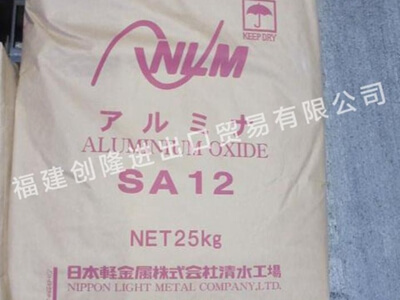 KEEP DRY
NLM
アルミナ
ALUMINIUM OXIDE
SA12
NET25kg
日本軽金属株式会社清水工場
NIPPON LIGHT METAL COMPANY,LTD.
福建创隆进出口贸易有限公司